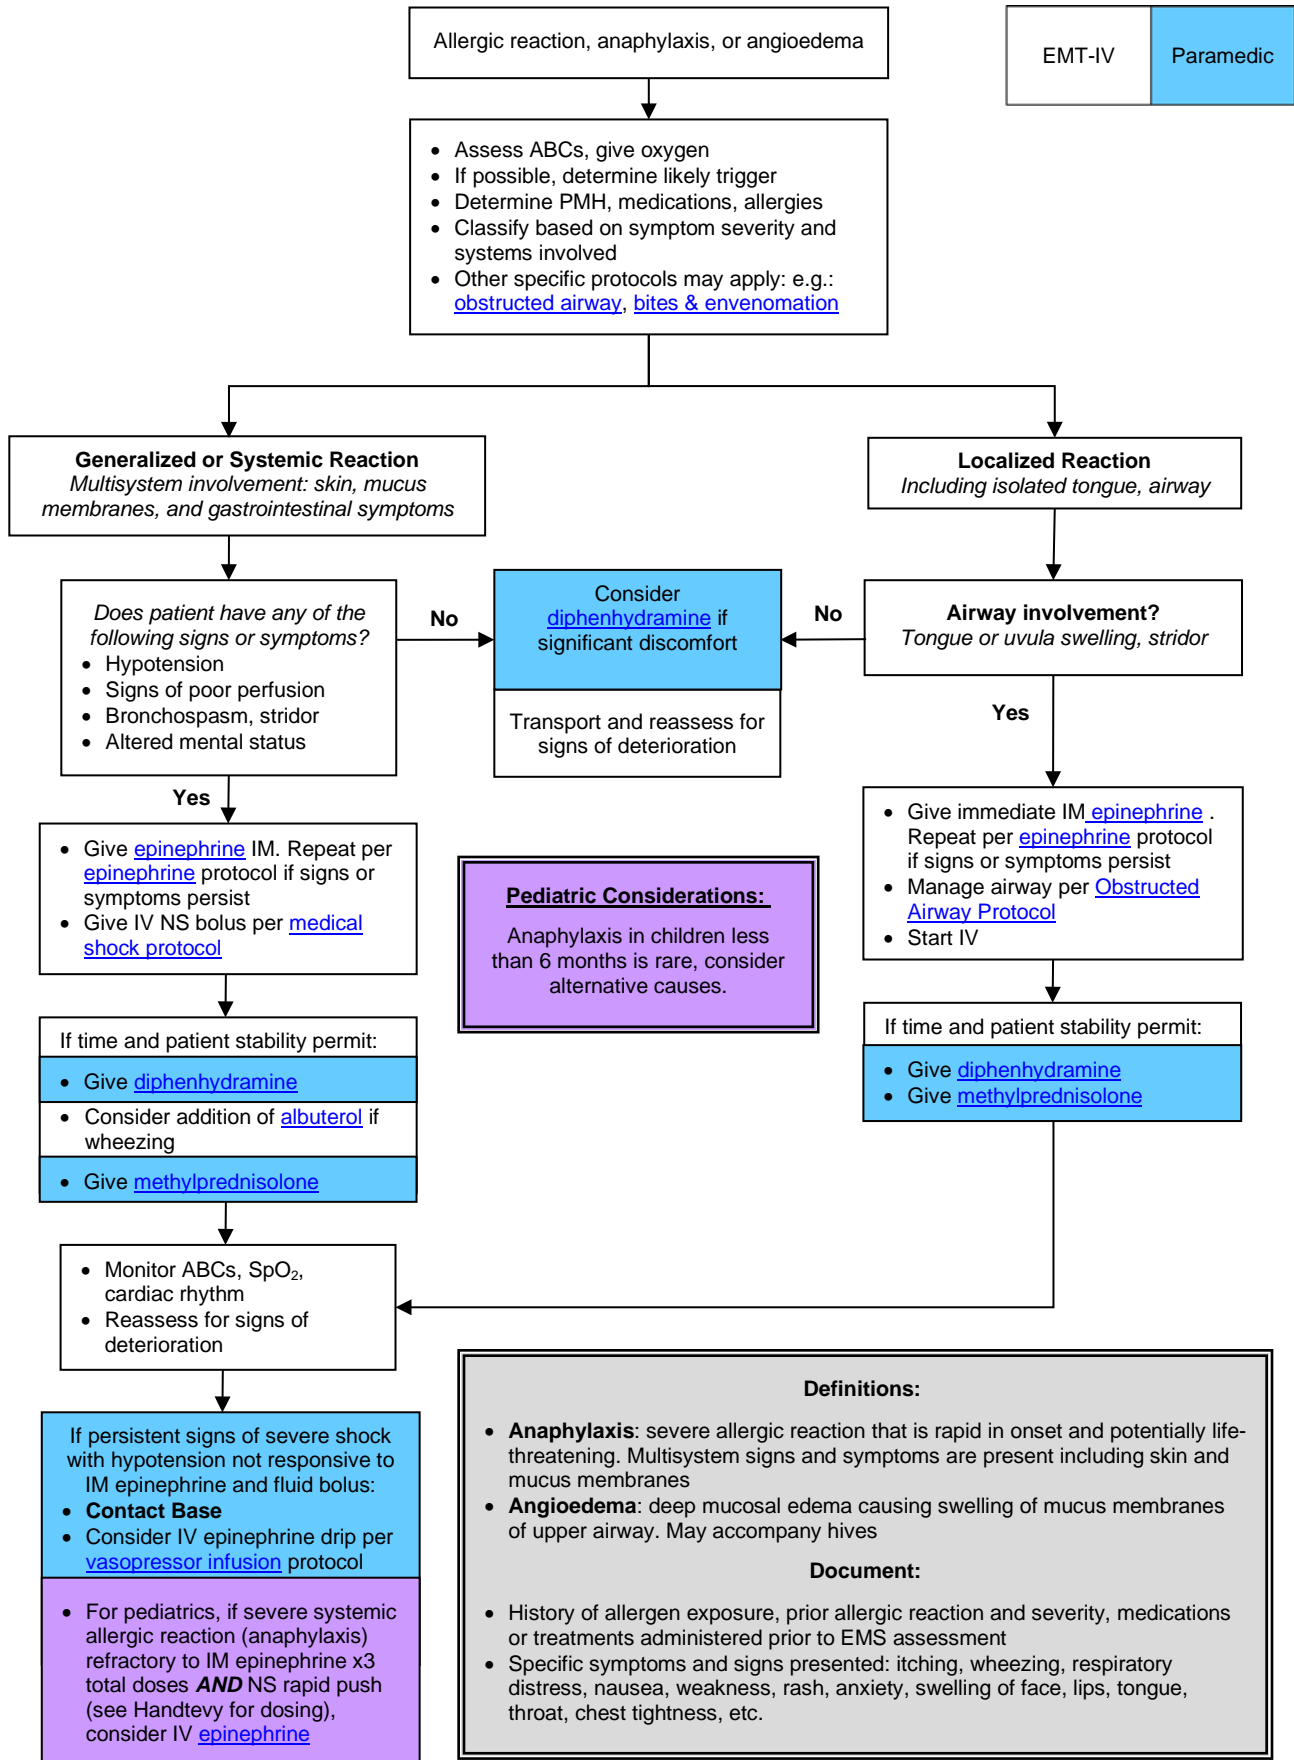 Allergic reaction, anaphylaxis, or angioedema
EMT-IV
Paramedic
• Assess ABCs, give oxygen
• If possible, determine likely trigger
• Determine PMH, medications, allergies
• Classify based on symptom severity and
systems involved
• Other specific protocols may apply: e.g.:
obstructed airway, bites & envenomation
Generalized or Systemic Reaction
Multisystem involvement: skin, mucus
membranes, and gastrointestinal symptoms
Localized Reaction
Including isolated tongue, airway
Does patient have any of the
following signs or symptoms?
• Hypotension
• Signs of poor perfusion
• Bronchospasm, stridor
• Altered mental status
No
Consider
diphenhydramine if
significant discomfort
Transport and reassess for
signs of deterioration
No
Airway involvement?
Tongue or uvula swelling, stridor
Yes
Yes
• Give epinephrine IM. Repeat per
epinephrine protocol if signs or
symptoms persist
• Give IV NS bolus per medical
shock protocol
Pediatric Considerations:
Anaphylaxis in children less
than 6 months is rare, consider
alternative causes.
• Give immediate IM epinephrine .
Repeat per epinephrine protocol
if signs or symptoms persist
• Manage airway per Obstructed
Airway Protocol
• Start IV
If time and patient stability permit:
• Give diphenhydramine
• Consider addition of albuterol if
wheezing
• Give methylprednisolone
If time and patient stability permit:
• Give diphenhydramine
• Give methylprednisolone
• Monitor ABCs, SpO₂,
cardiac rhythm
• Reassess for signs of
deterioration
If persistent signs of severe shock
with hypotension not responsive to
IM epinephrine and fluid bolus:
• Contact Base
• Consider IV epinephrine drip per
vasopressor infusion protocol
• For pediatrics, if severe systemic
allergic reaction (anaphylaxis)
refractory to IM epinephrine x3
total doses AND NS rapid push
(see Handtevy for dosing),
consider IV epinephrine
Definitions:
• Anaphylaxis: severe allergic reaction that is rapid in onset and potentially life-
threatening. Multisystem signs and symptoms are present including skin and
mucus membranes
• Angioedema: deep mucosal edema causing swelling of mucus membranes
of upper airway. May accompany hives
Document:
• History of allergen exposure, prior allergic reaction and severity, medications
or treatments administered prior to EMS assessment
• Specific symptoms and signs presented: itching, wheezing, respiratory
distress, nausea, weakness, rash, anxiety, swelling of face, lips, tongue,
throat, chest tightness, etc.